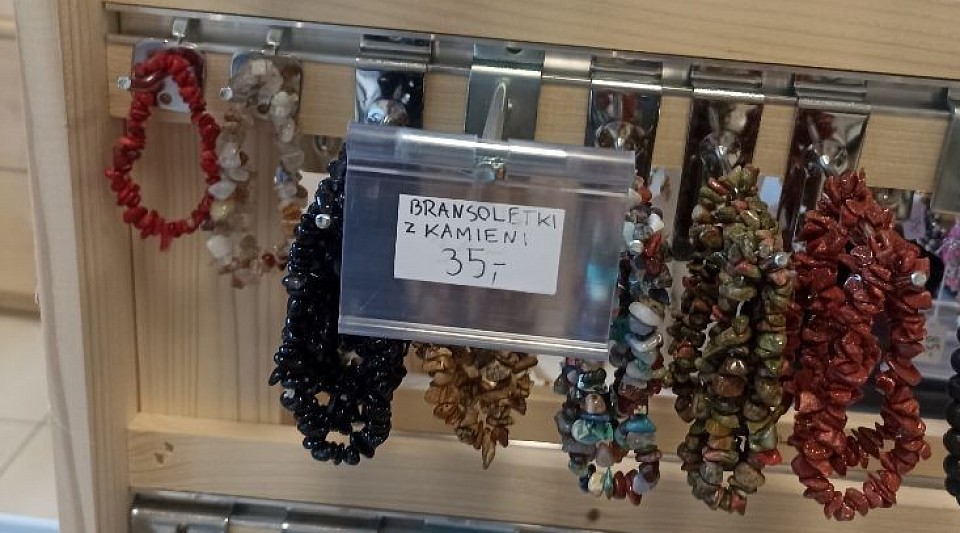 BRANSOLETKI
Z KAMIENI
35,-